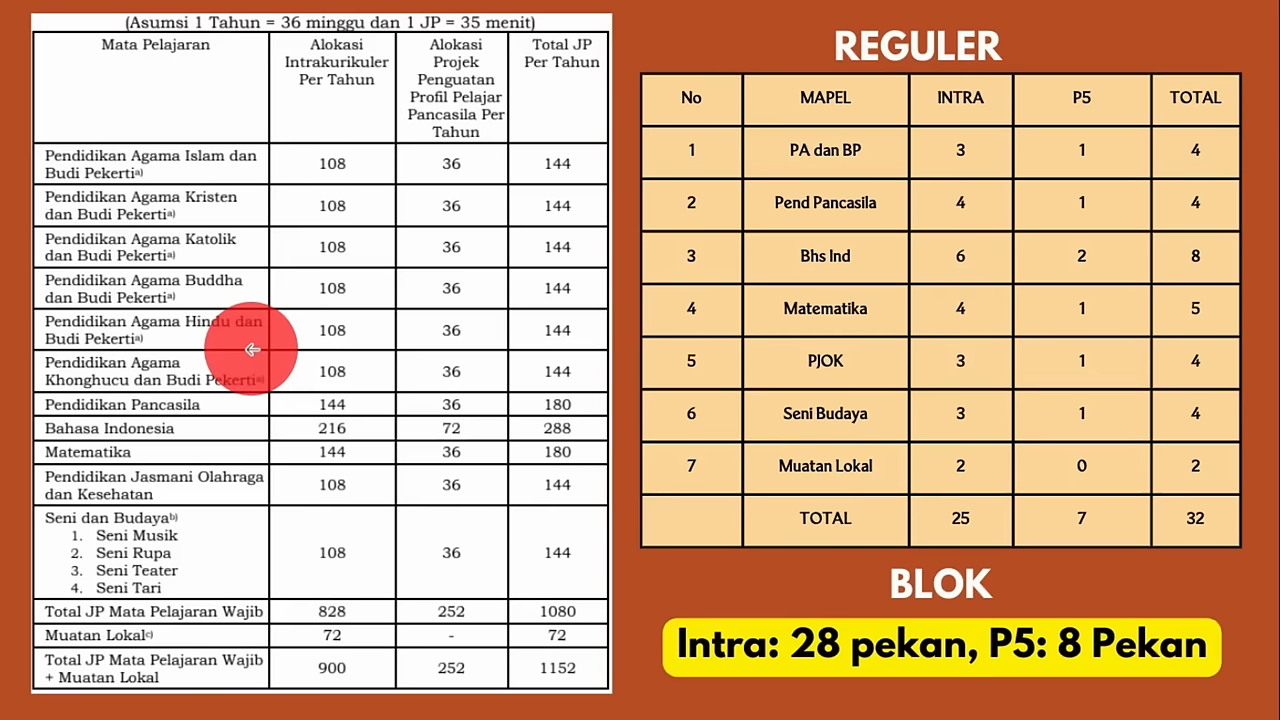 (Asumsi 1 Tahun = 36 minggu dan 1 JP = 35 menit)
Mata Pelajaran Alokasi Intrakurikuler Per Tahun Alokasi Projek Penguatan Profil Pelajar Pancasila Per Tahun Total JP Per Tahun
Pendidikan Agama Islam dan Budi Pekertia) 108 36 144
Pendidikan Agama Kristen dan Budi Pekertia) 108 36 144
Pendidikan Agama Katolik dan Budi Pekertia) 108 36 144
Pendidikan Agama Buddha dan Budi Pekertia) 108 36 144
Pendidikan Agama Hindu dan Budi Pekertia) 108 36 144
Pendidikan Agama Khonghucu dan Budi Pekertia) 108 36 144
Pendidikan Pancasila 144 36 180
Bahasa Indonesia 216 72 288
Matematika 144 36 180
Pendidikan Jasmani Olahraga dan Kesehatan 108 36 144
Seni dan Budayab) 108 36 144
1. Seni Musik
2. Seni Rupa
3. Seni Teater
4. Seni Tari
Total JP Mata Pelajaran Wajib 828 252 1080
Muatan Lokalc) 72 - 72
Total JP Mata Pelajaran Wajib + Muatan Lokal 900 252 1152
REGULER
No MAPEL INTRA P5 TOTAL
1 PA dan BP 3 1 4
2 Pend Pancasila 4 1 4
3 Bhs Ind 6 2 8
4 Matematika 4 1 5
5 PJOK 3 1 4
6 Seni Budaya 3 1 4
7 Muatan Lokal 2 0 2
TOTAL 25 7 32
BLOK
Intra: 28 pekan, P5: 8 Pekan